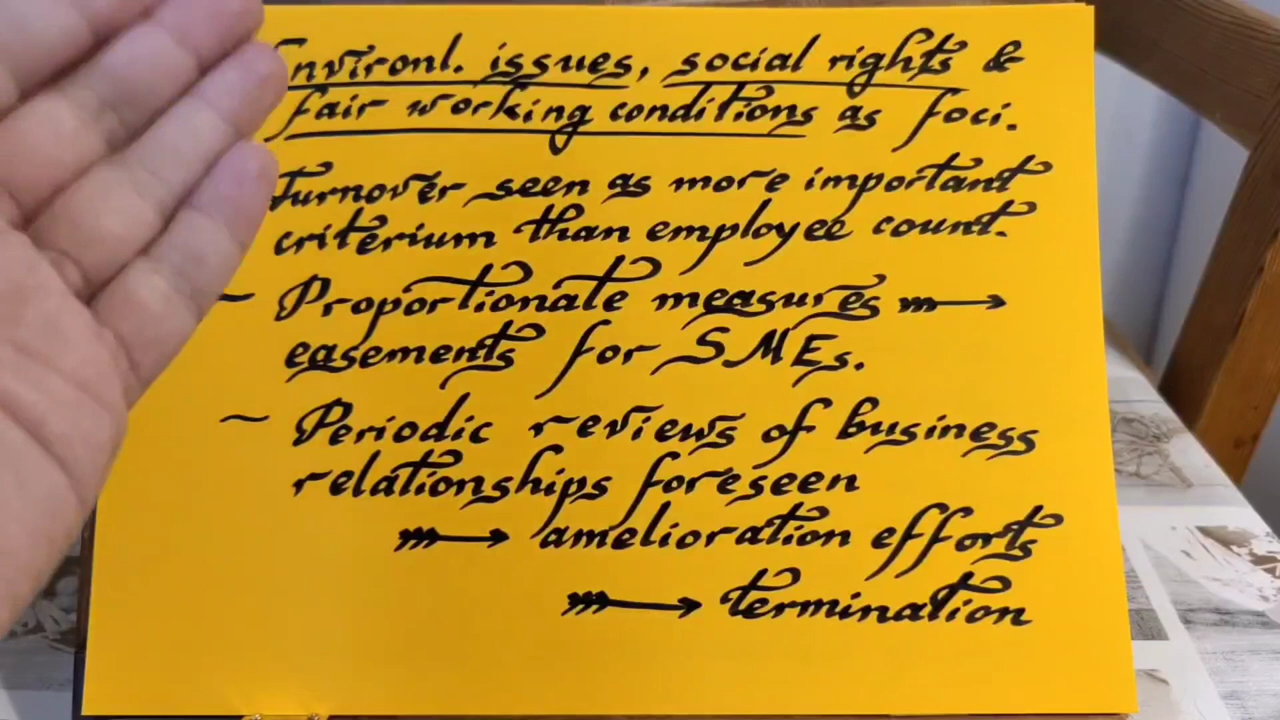 Environl. issues, social rights &
fair working conditions as foci.
Turnover seen as more important
criterium than employee count.
~ Proportionate measures →
easements for SMEs.
~ Periodic reviews of business
relationships foreseen
→ amelioration efforts
→ termination